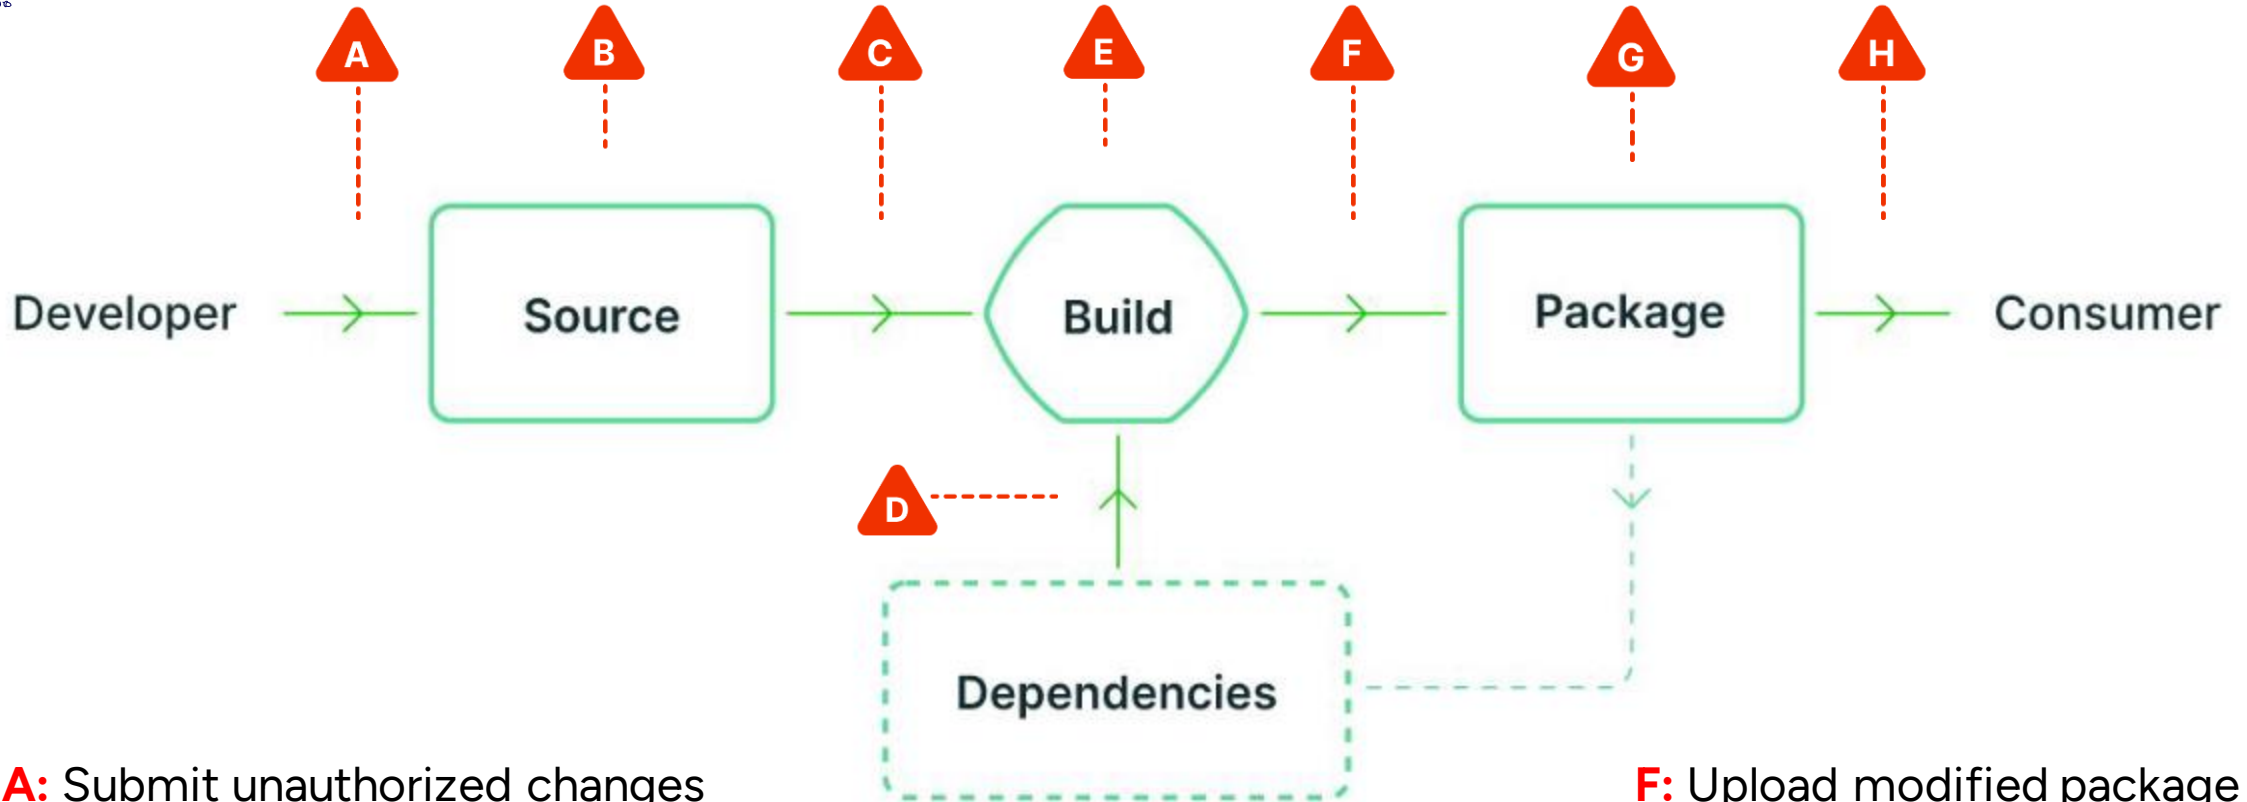 A B C E F G H
Developer Source Build Package Consumer
D
Dependencies
A: Submit unauthorized changes
F: Upload modified package